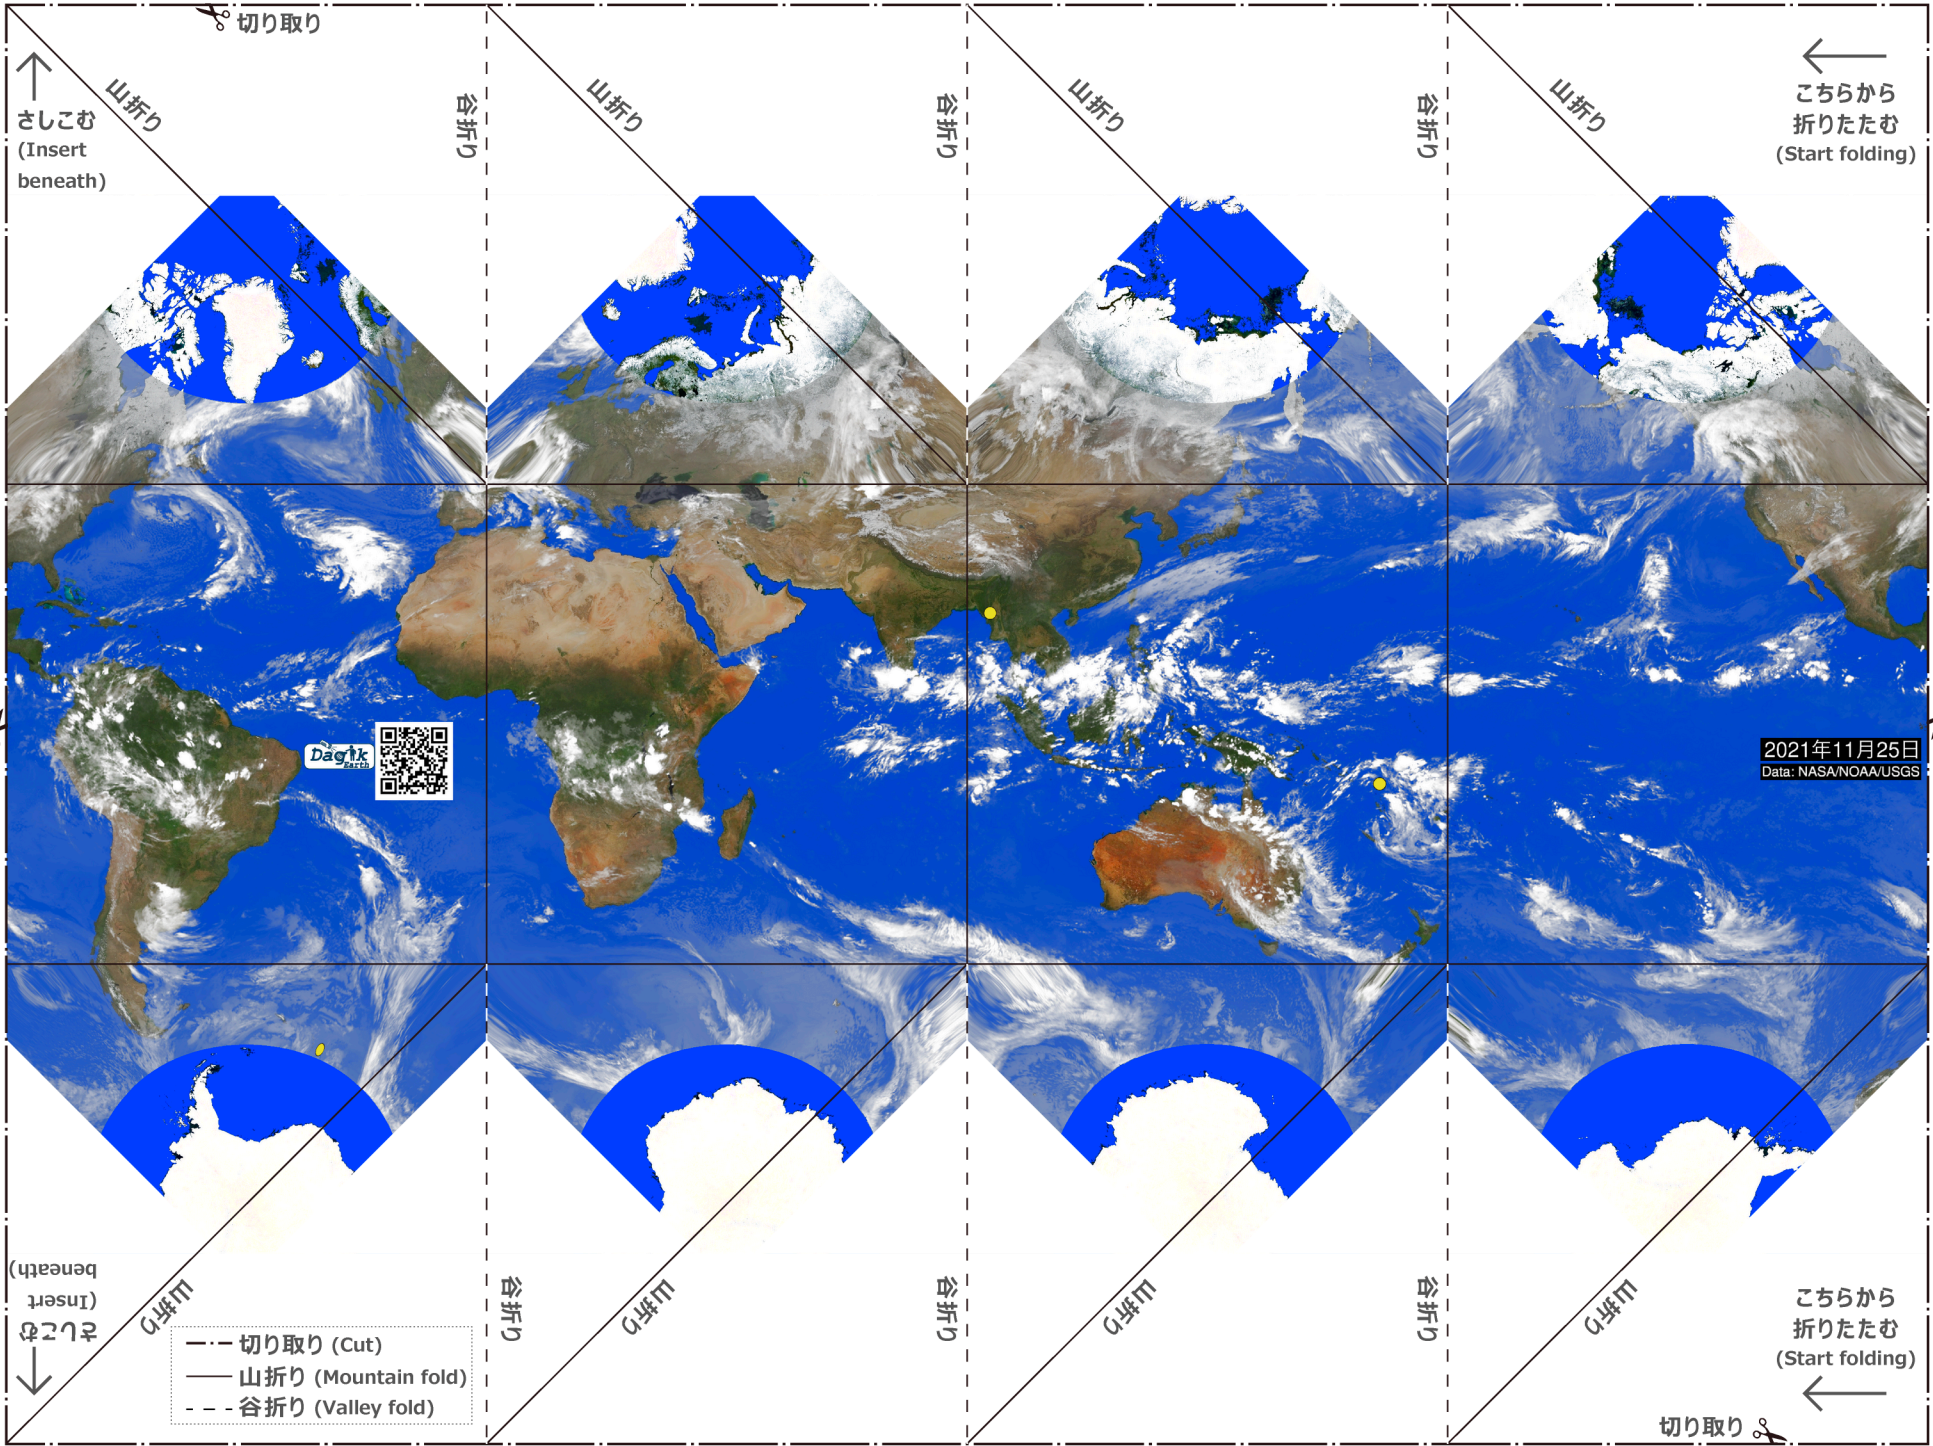 切り取り
山折り
谷折り
山折り
谷折り
山折り
谷折り
山折り
さしこむ
(Insert
beneath)
こちらから
折りたたむ
(Start folding)
Dagik
Earth
2021年11月25日
Data: NASA/NOAA/USGS
さしこむ
(Insert
beneath)
山折り
谷折り
山折り
谷折り
山折り
谷折り
山折り
切り取り (Cut)
山折り (Mountain fold)
谷折り (Valley fold)
こちらから
折りたたむ
(Start folding)
切り取り